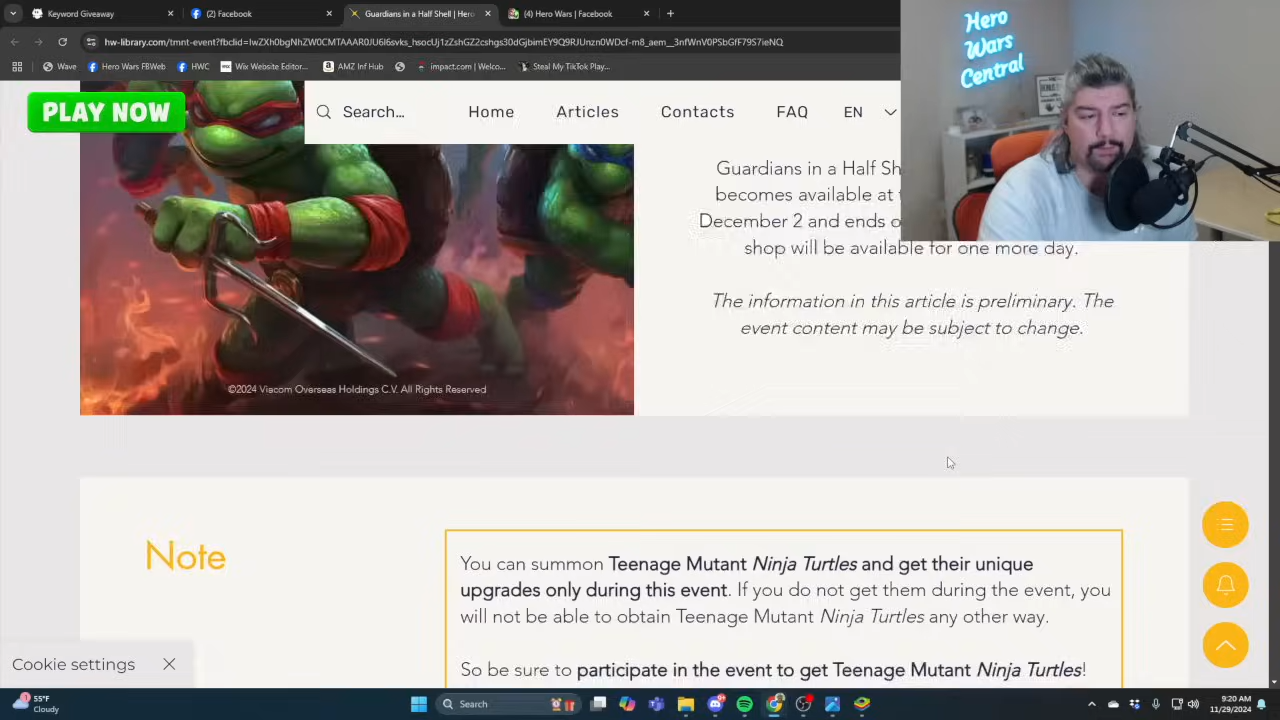 Keyword Giveaway
(2) Facebook
Guardians in a Half Shell | Hero
(4) Hero Wars | Facebook
hw-library.com/tmnt-event?fbclid=IwZXh0bgNhZW0CMTAAAR0JU6I6svks_hsocUj1zZshGZ2cshgs30dGjbimEY9Q9RJUnzn0WDcf-m8_aem__3nfWnV0PSbGfF79S7ieNQ
Wave
Hero Wars FBWeb
HWC
Wix Website Editor...
AMZ Inf Hub
impact.com | Welco...
Steal My TikTok Play...
Hero
Wars
Central
PLAY NOW
Search...
Home
Articles
Contacts
FAQ
EN
Guardians in a Half She
becomes available at
December 2 and ends o
shop will be available for one more day.
The information in this article is preliminary. The
event content may be subject to change.
©2024 Viacom Overseas Holdings C.V. All Rights Reserved
Note
You can summon Teenage Mutant Ninja Turtles and get their unique
upgrades only during this event. If you do not get them during the event, you
will not be able to obtain Teenage Mutant Ninja Turtles any other way.
So be sure to participate in the event to get Teenage Mutant Ninja Turtles!
Cookie settings
55°F
Cloudy
Search
9:20 AM
11/29/2024